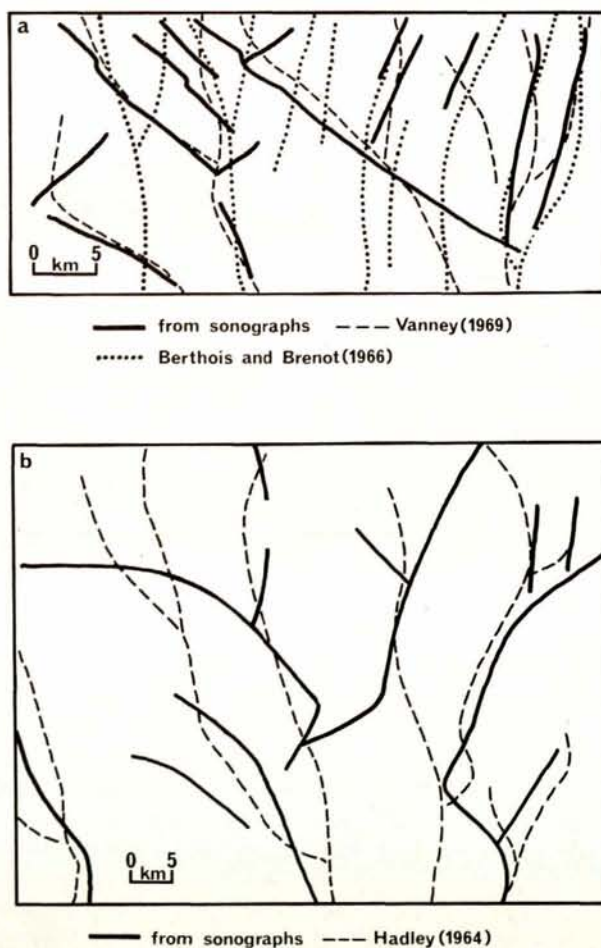 a
0 5
km
from sonographs Vanney(1969)
Berthois and Brenot(1966)
b
0 5
km
from sonographs Hadley(1964)